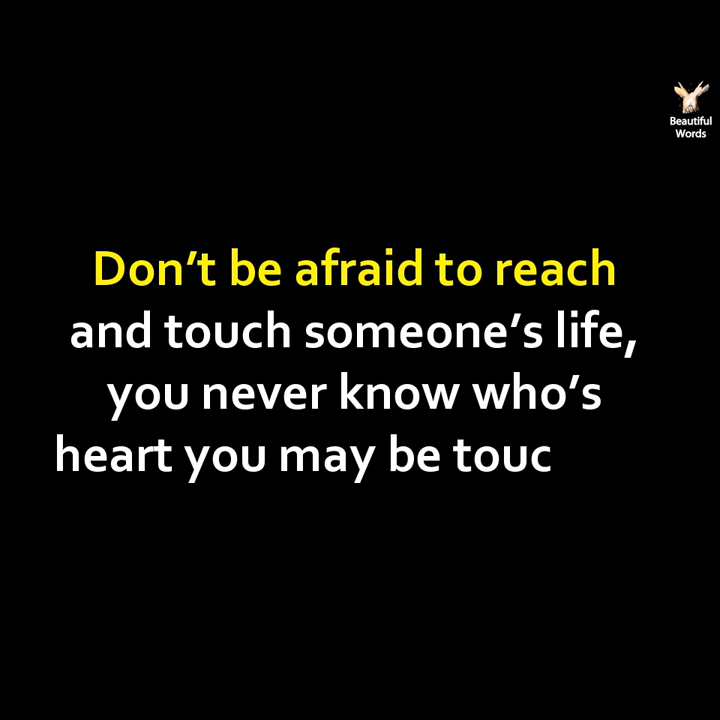 Beautiful
Words
Don’t be afraid to reach
and touch someone’s life,
you never know who’s
heart you may be touc